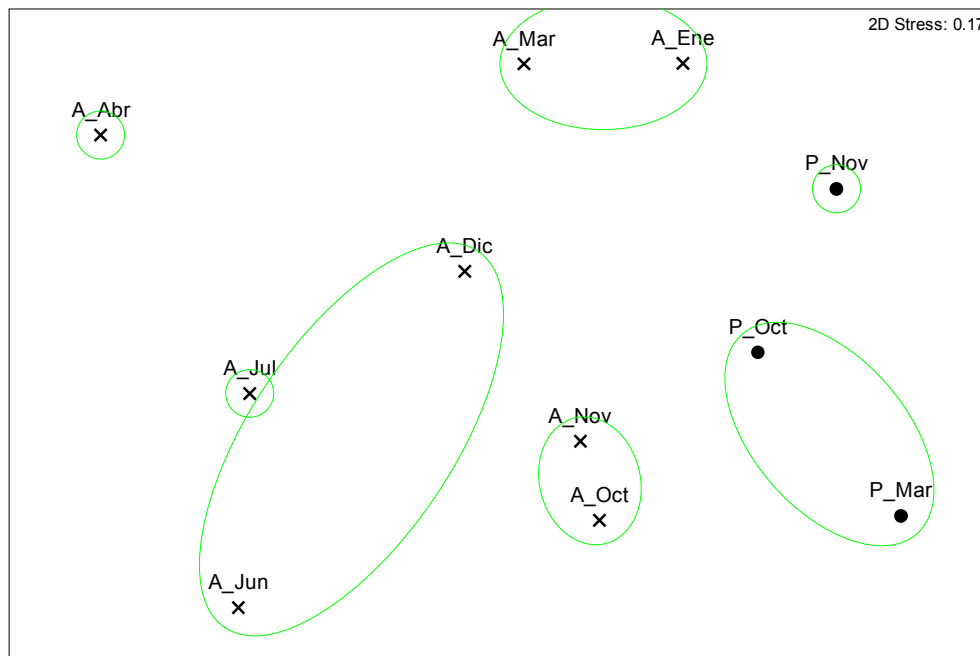 2D Stress: 0.17
A_Mar
A_Ene
A_Abr
P_Nov
A_Dic
P_Oct
A_Jul
A_Nov
P_Mar
A_Oct
A_Jun